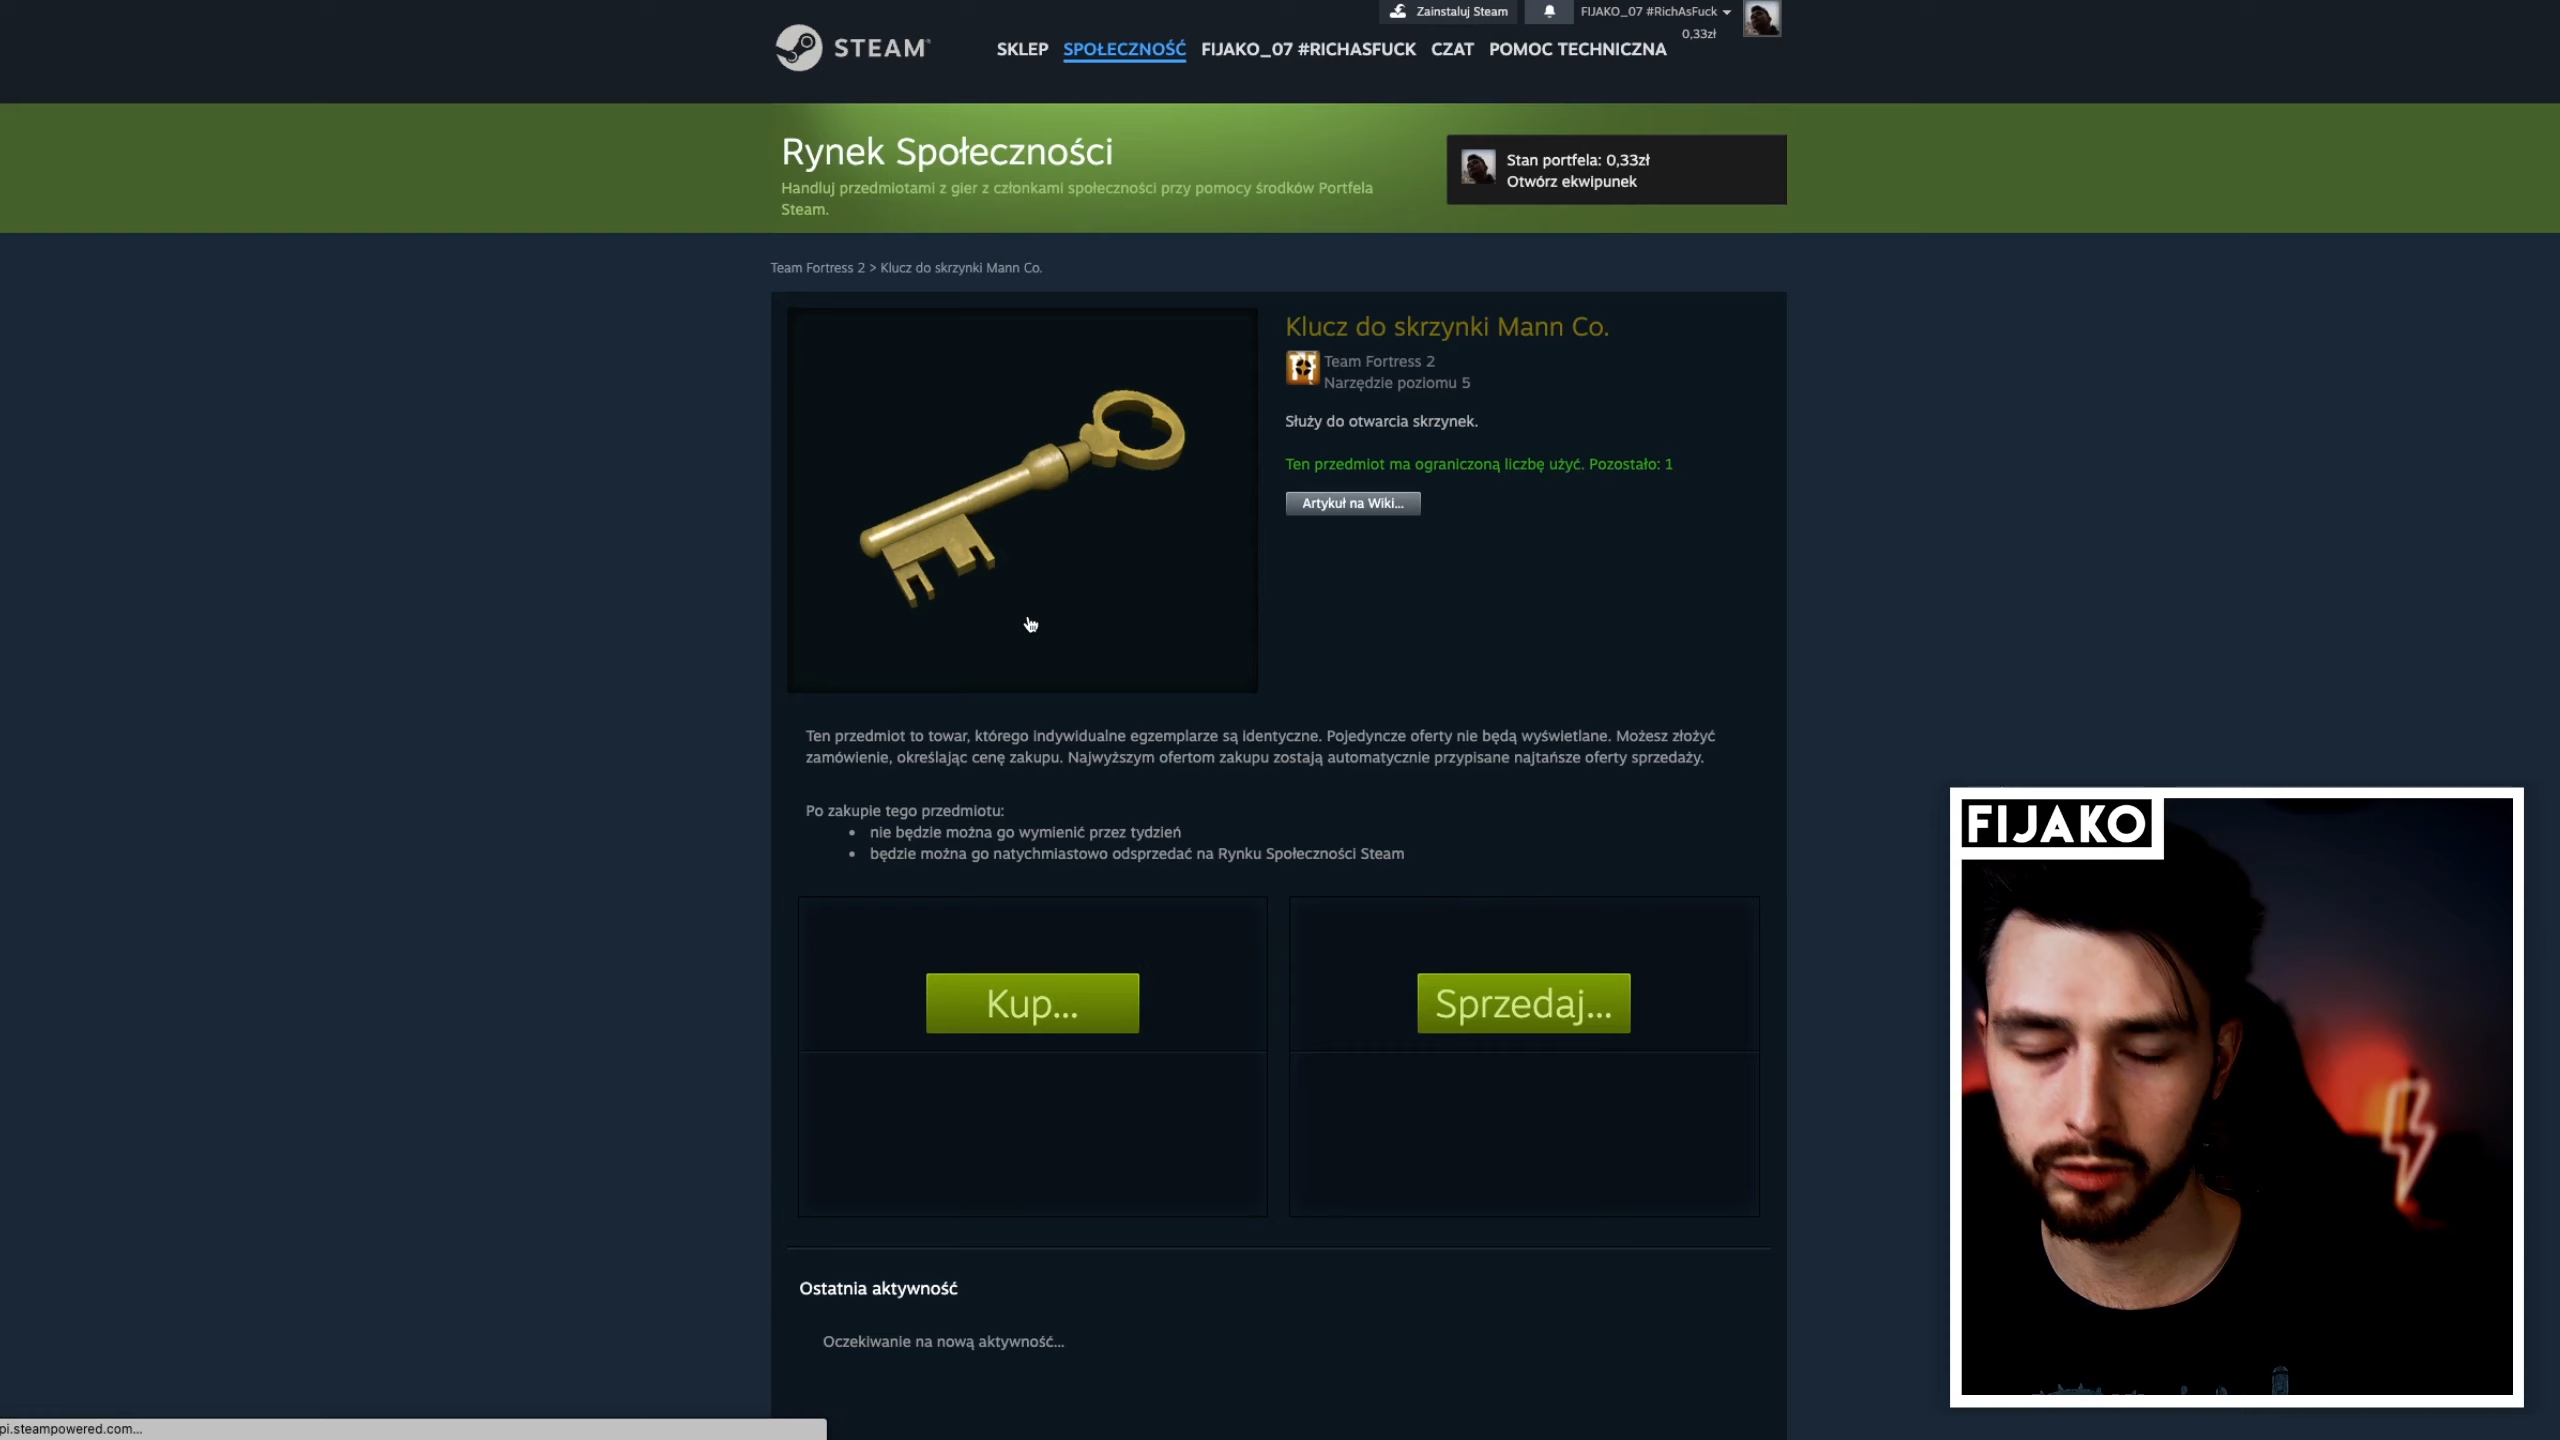 Zainstaluj Steam
FIJAKO_07 #RichAsFuck
0,33zł
STEAM
SKLEP SPOŁECZNOŚĆ FIJAKO_07 #RICHASFUCK CZAT POMOC TECHNICZNA
Rynek Społeczności
Handluj przedmiotami z gier z członkami społeczności przy pomocy środków Portfela
Steam.
Stan portfela: 0,33zł
Otwórz ekwipunek
Team Fortress 2 > Klucz do skrzynki Mann Co.
Klucz do skrzynki Mann Co.
Team Fortress 2
Narzędzie poziomu 5
Służy do otwarcia skrzynek.
Ten przedmiot ma ograniczoną liczbę użyć. Pozostało: 1
Artykuł na Wiki...
Ten przedmiot to towar, którego indywidualne egzemplarze są identyczne. Pojedyncze oferty nie będą wyświetlane. Możesz złożyć
zamówienie, określając cenę zakupu. Najwyższym ofertom zakupu zostają automatycznie przypisane najtańsze oferty sprzedaży.
Po zakupie tego przedmiotu:
• nie będzie można go wymienić przez tydzień
• będzie można go natychmiastowo odsprzedać na Rynku Społeczności Steam
Kup...
Sprzedaj...
Ostatnia aktywność
Oczekiwanie na nową aktywność...
FIJAKO
pi.steampowered.com...